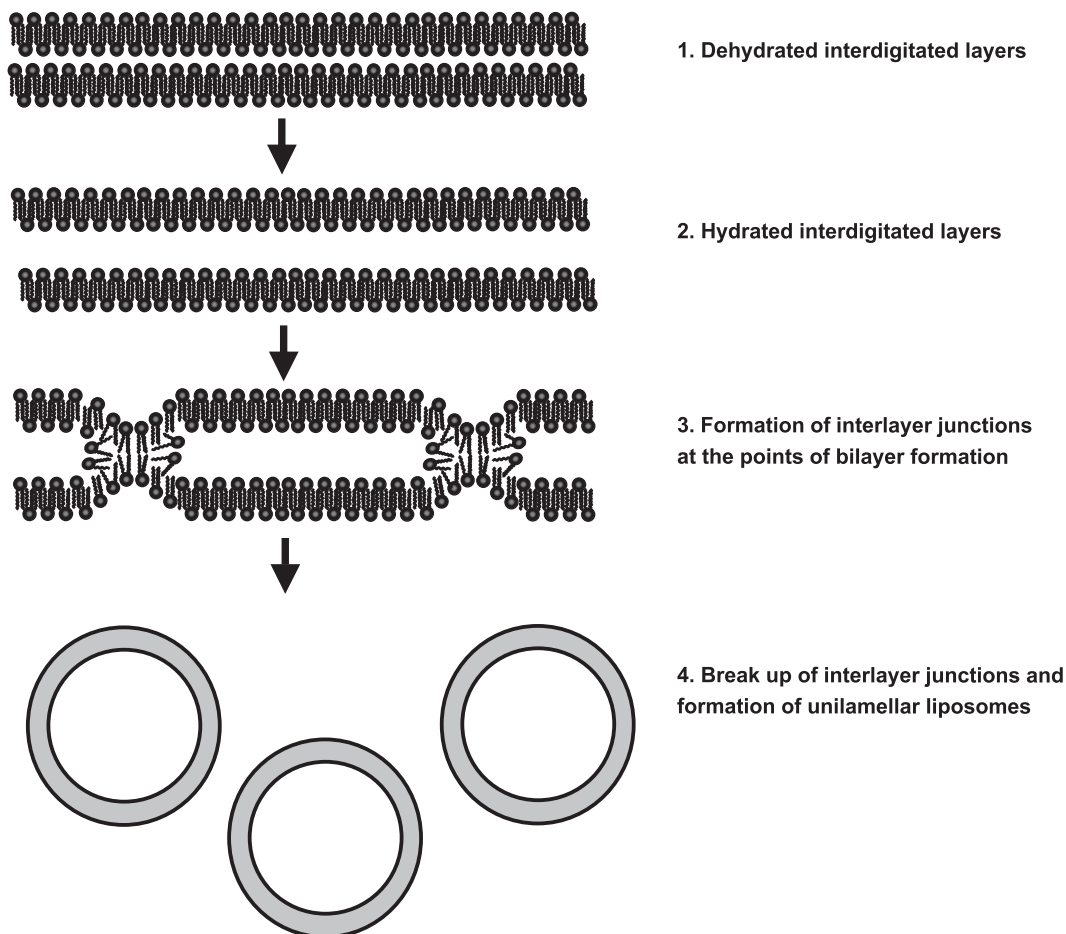 1. Dehydrated interdigitated layers
2. Hydrated interdigitated layers
3. Formation of interlayer junctions
at the points of bilayer formation
4. Break up of interlayer junctions and
formation of unilamellar liposomes